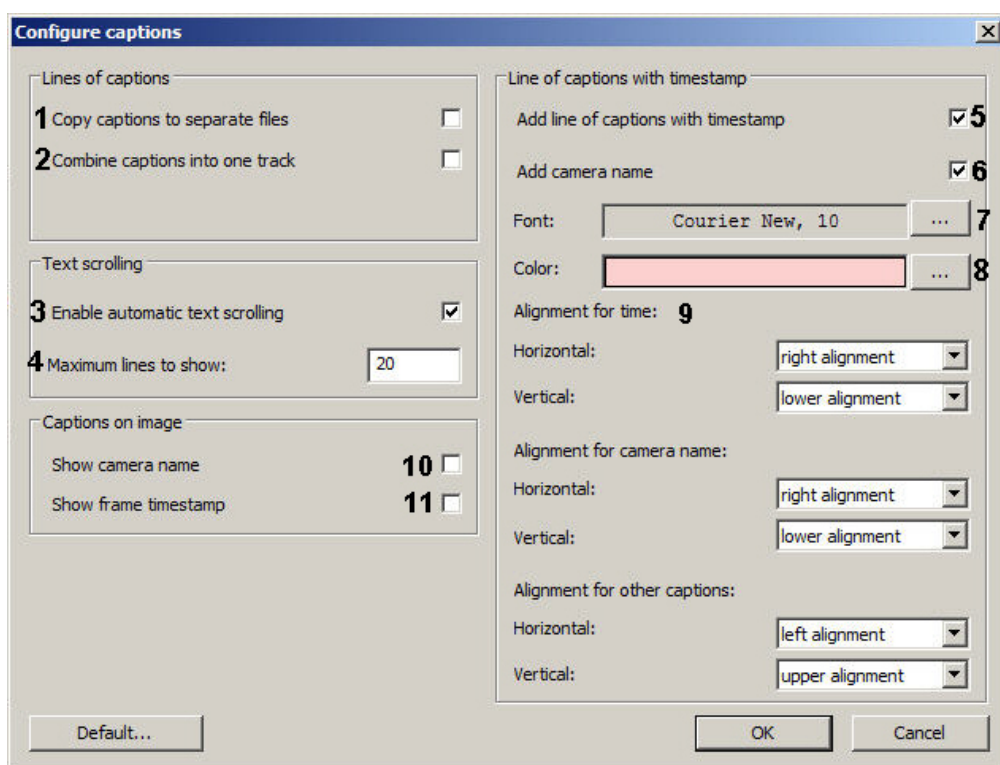 Configure captions
Lines of captions
1 Copy captions to separate files
2 Combine captions into one track
Text scrolling
3 Enable automatic text scrolling
4 Maximum lines to show: 20
Captions on image
Show camera name 10
Show frame timestamp 11
Line of captions with timestamp
Add line of captions with timestamp 5
Add camera name 6
Font: Courier New, 10 ... 7
Color: ... 8
Alignment for time: 9
Horizontal: right alignment
Vertical: lower alignment
Alignment for camera name:
Horizontal: right alignment
Vertical: lower alignment
Alignment for other captions:
Horizontal: left alignment
Vertical: upper alignment
Default... OK Cancel